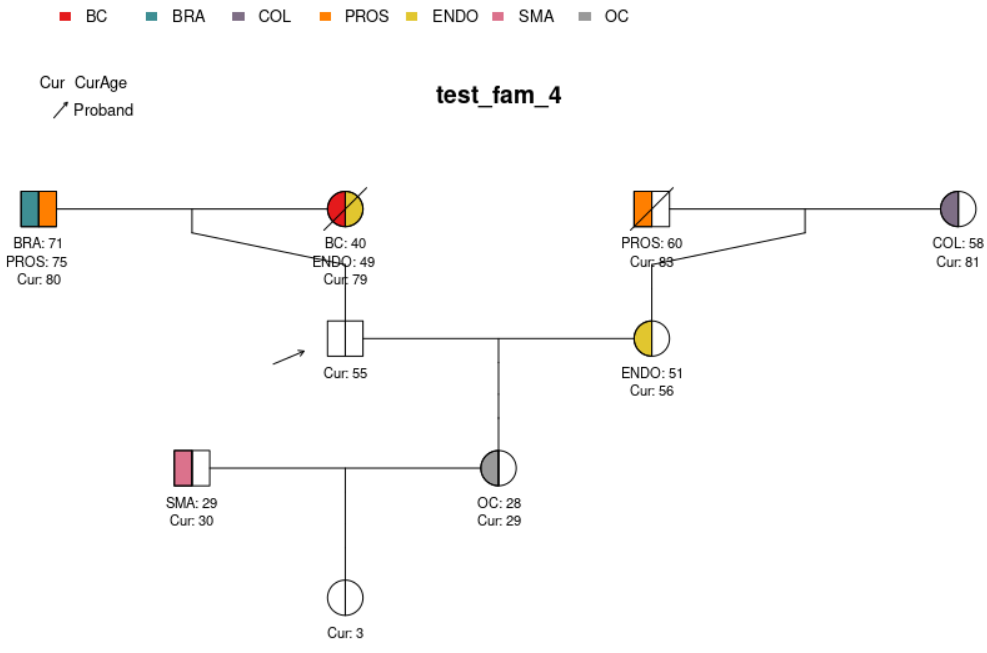 BC BRA COL PROS ENDO SMA OC
Cur CurAge
Proband
test_fam_4
BRA: 71
PROS: 75
Cur: 80
BC: 40
ENDO: 49
Cur: 79
PROS: 60
Cur: 83
COL: 58
Cur: 81
Cur: 55
ENDO: 51
Cur: 56
SMA: 29
Cur: 30
OC: 28
Cur: 29
Cur: 3